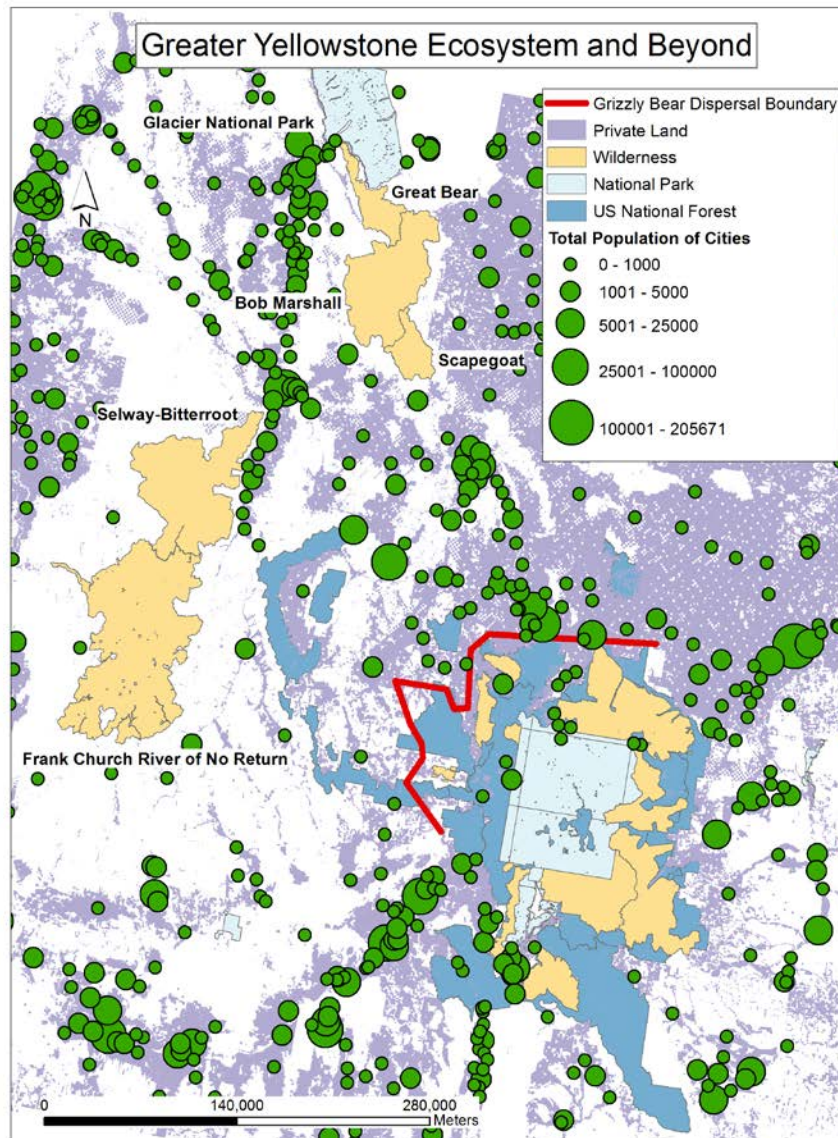 Greater Yellowstone Ecosystem and Beyond
Grizzly Bear Dispersal Boundary
Private Land
Wilderness
National Park
US National Forest
Total Population of Cities
0 - 1000
1001 - 5000
5001 - 25000
25001 - 100000
100001 - 205671
Glacier National Park
Great Bear
N
Bob Marshall
Scapegoat
Selway-Bitterroot
Frank Church River of No Return
0 140,000 280,000
Meters